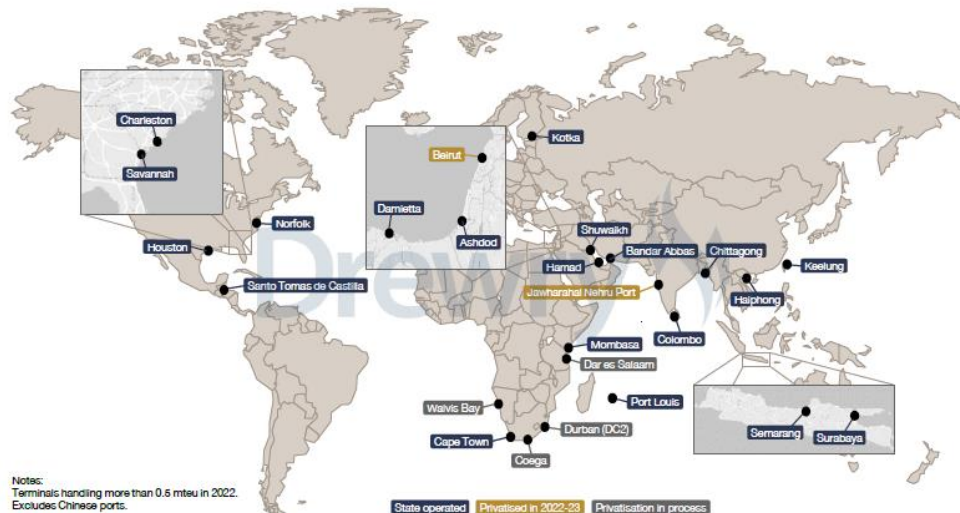 Charleston
Savannah
Kotka
Beirut
Damietta
Ashdod
Norfolk
Houston
Santo Tomas de Castilla
Shuwaikh
Hamad
Bandar Abbas
Chittagong
Keelung
Jawharahal Nehru Port
Haiphong
Colombo
Mombasa
Dar es Salaam
Port Louis
Walvis Bay
Durban (DC2)
Cape Town
Coega
Semarang
Surabaya
Drewry
Notes:
Terminals handling more than 0.5 mteu in 2022.
Excludes Chinese ports.
State operated
Privatised in 2022-23
Privatisation in process